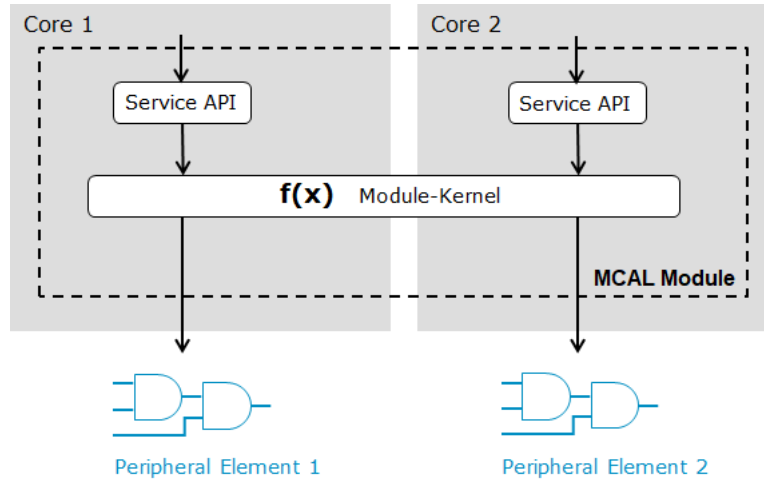 Core 1
Core 2
Service API
Service API
f(x) Module-Kernel
MCAL Module
Peripheral Element 1
Peripheral Element 2